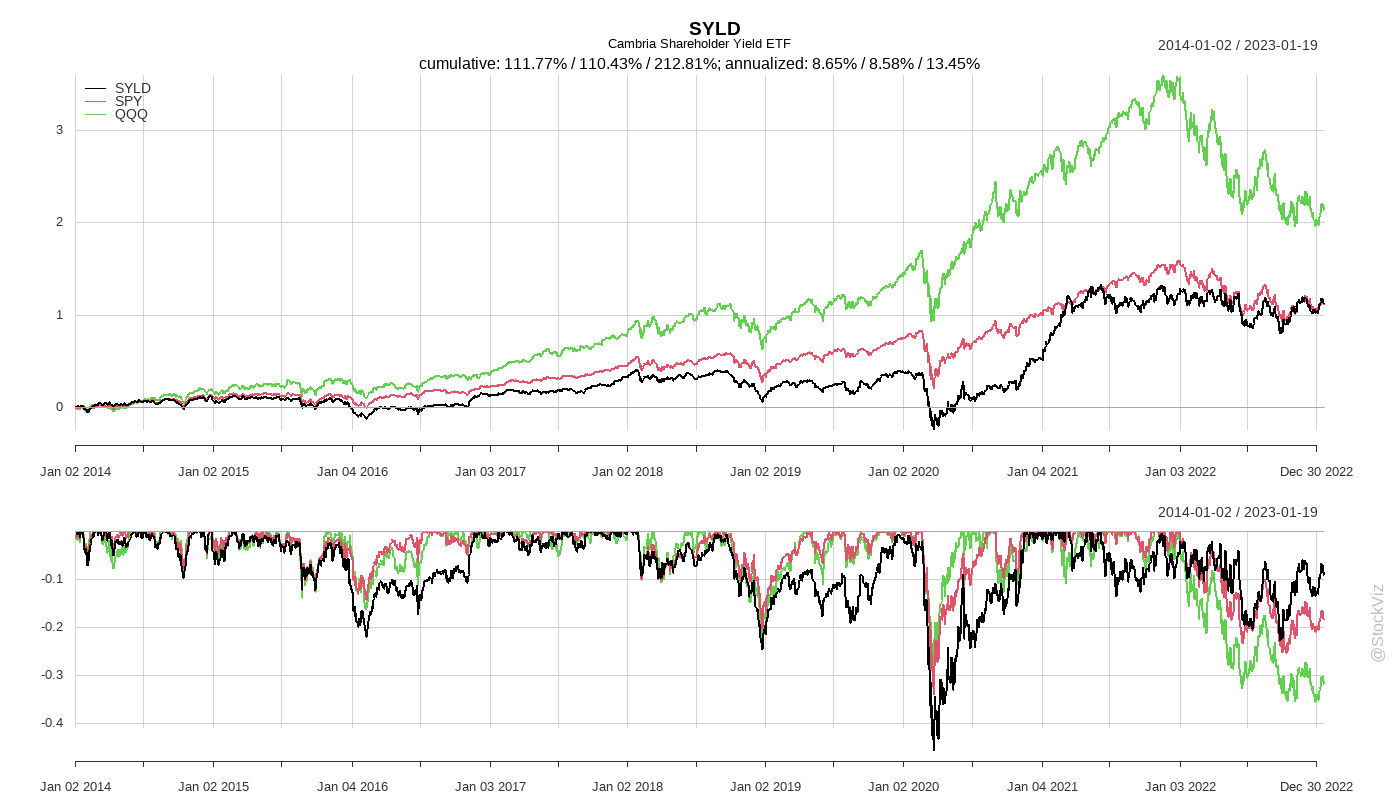 SYLD
Cambria Shareholder Yield ETF
2014-01-02 / 2023-01-19
cumulative: 111.77% / 110.43% / 212.81%; annualized: 8.65% / 8.58% / 13.45%
SYLD
SPY
QQQ
3
2
1
0
Jan 02 2014 Jan 02 2015 Jan 04 2016 Jan 03 2017 Jan 02 2018 Jan 02 2019 Jan 02 2020 Jan 04 2021 Jan 03 2022 Dec 30 2022
2014-01-02 / 2023-01-19
-0.1
-0.2
-0.3
-0.4
Jan 02 2014 Jan 02 2015 Jan 04 2016 Jan 03 2017 Jan 02 2018 Jan 02 2019 Jan 02 2020 Jan 04 2021 Jan 03 2022 Dec 30 2022
@StockViz